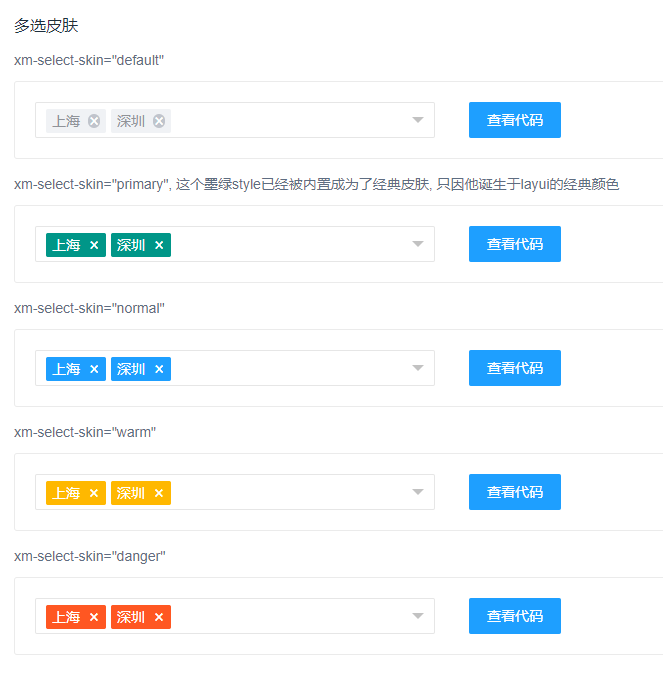 多选皮肤
xm-select-skin="default"
上海 深圳 查看代码
xm-select-skin="primary", 这个墨绿style已经被内置成为了经典皮肤, 只因他诞生于layui的经典颜色
上海 × 深圳 × 查看代码
xm-select-skin="normal"
上海 × 深圳 × 查看代码
xm-select-skin="warm"
上海 × 深圳 × 查看代码
xm-select-skin="danger"
上海 × 深圳 × 查看代码